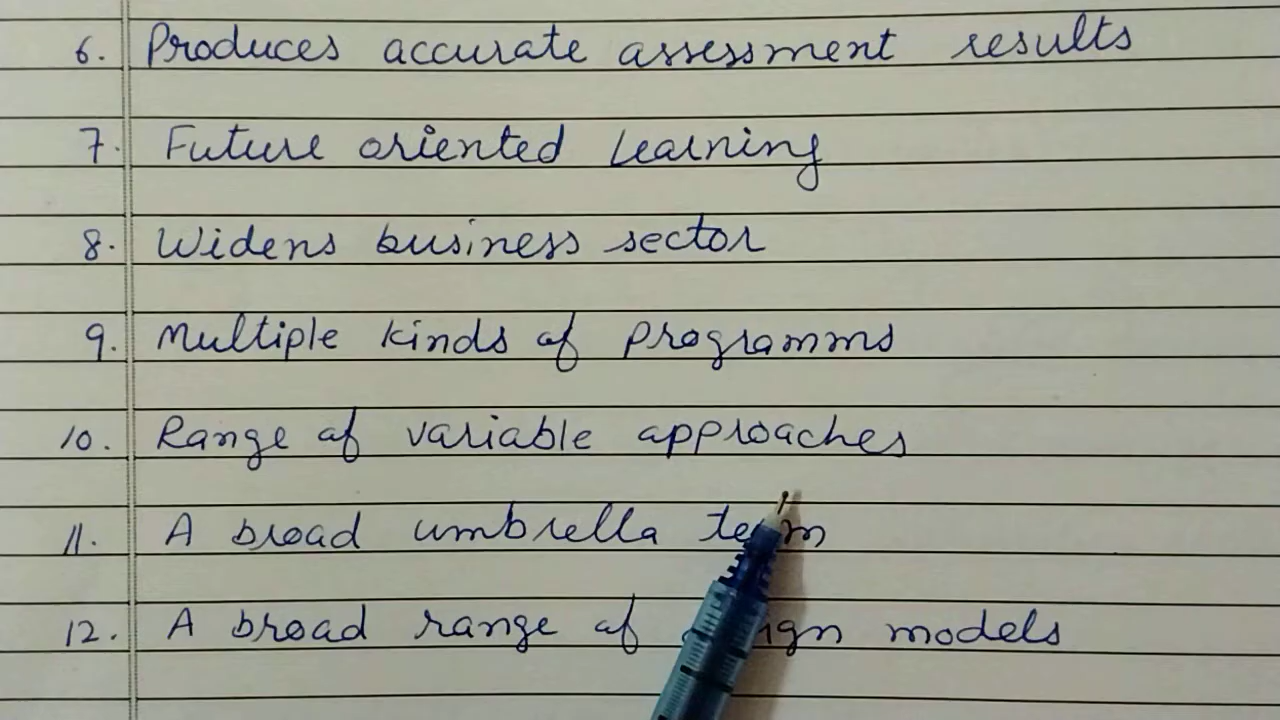 6. Produces accurate assessment results
7. Future oriented Learning
8. Widens business sector
9. Multiple kinds of programms
10. Range of variable approaches
11. A broad umbrella
12. A broad range of models